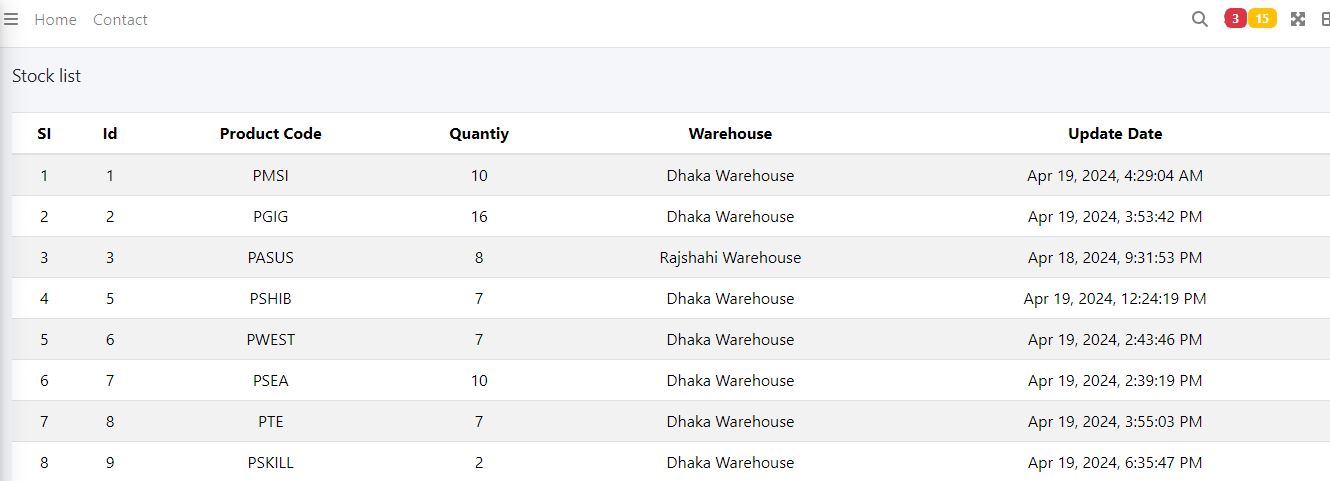 Home Contact 3 15
Stock list
Sl Id Product Code Quantiy Warehouse Update Date
1 1 PMSI 10 Dhaka Warehouse Apr 19, 2024, 4:29:04 AM
2 2 PGIG 16 Dhaka Warehouse Apr 19, 2024, 3:53:42 PM
3 3 PASUS 8 Rajshahi Warehouse Apr 18, 2024, 9:31:53 PM
4 5 PSHIB 7 Dhaka Warehouse Apr 19, 2024, 12:24:19 PM
5 6 PWEST 7 Dhaka Warehouse Apr 19, 2024, 2:43:46 PM
6 7 PSEA 10 Dhaka Warehouse Apr 19, 2024, 2:39:19 PM
7 8 PTE 7 Dhaka Warehouse Apr 19, 2024, 3:55:03 PM
8 9 PSKILL 2 Dhaka Warehouse Apr 19, 2024, 6:35:47 PM